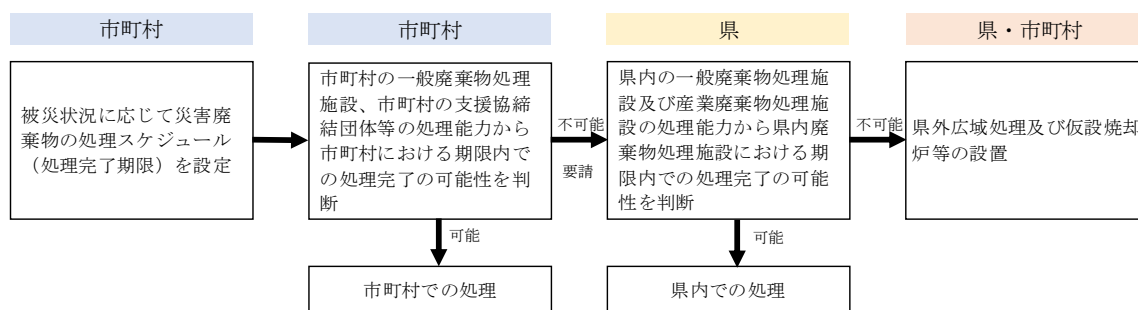 市町村
市町村
県
県・市町村
被災状況に応じて災害廃
棄物の処理スケジュール
（処理完了期限）を設定
市町村の一般廃棄物処理
施設、市町村の支援協締
結団体等の処理能力から
市町村における期限内で
の処理完了の可能性を判
断
不可能
要請
県内の一般廃棄物処理施
設及び産業廃棄物処理施
設の処理能力から県内廃
棄物処理施設における期
限内での処理完了の可能
性を判断
不可能
県外広域処理及び仮設焼却
炉等の設置
可能
可能
市町村での処理
県内での処理